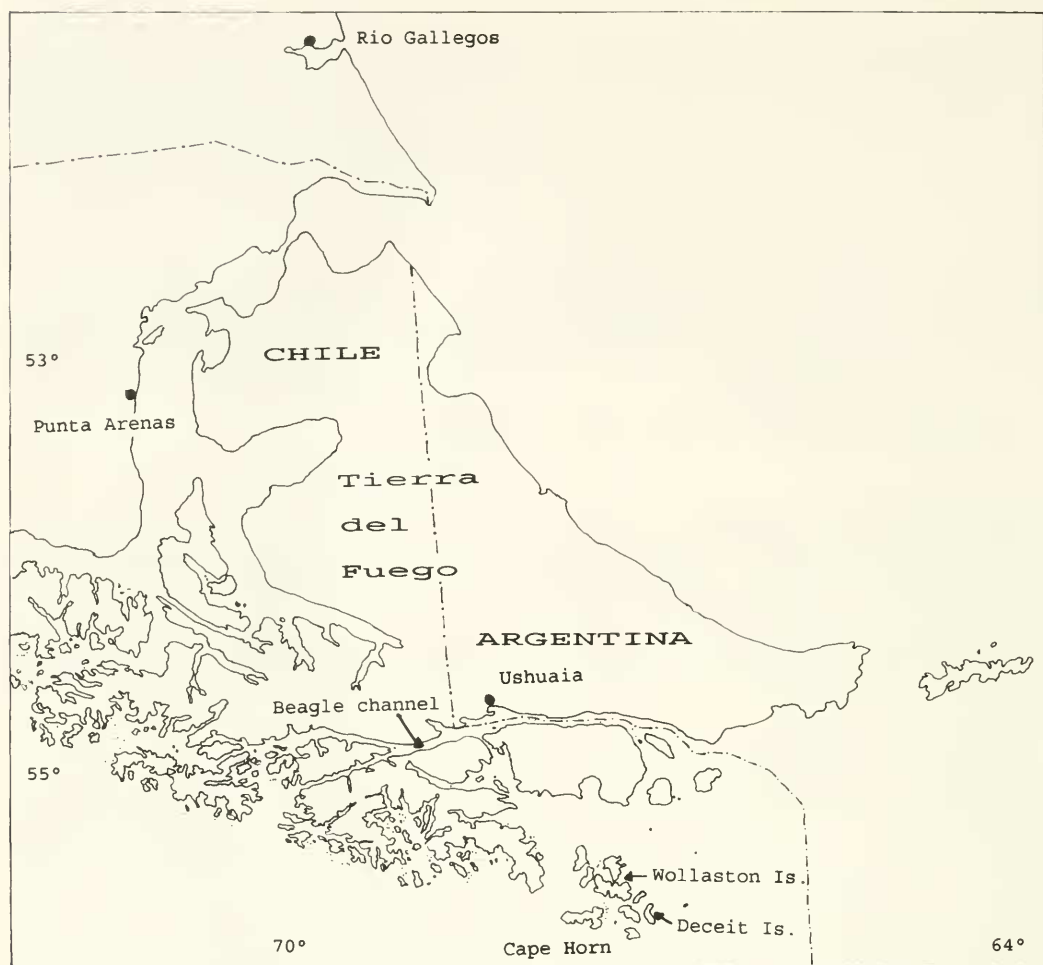 Rio Gallegos
53°
CHILE
Punta Arenas
Tierra
del
Fuego
ARGENTINA
Ushuaia
Beagle channel
55°
Wollaston Is.
Deceit Is.
70°
Cape Horn
64°